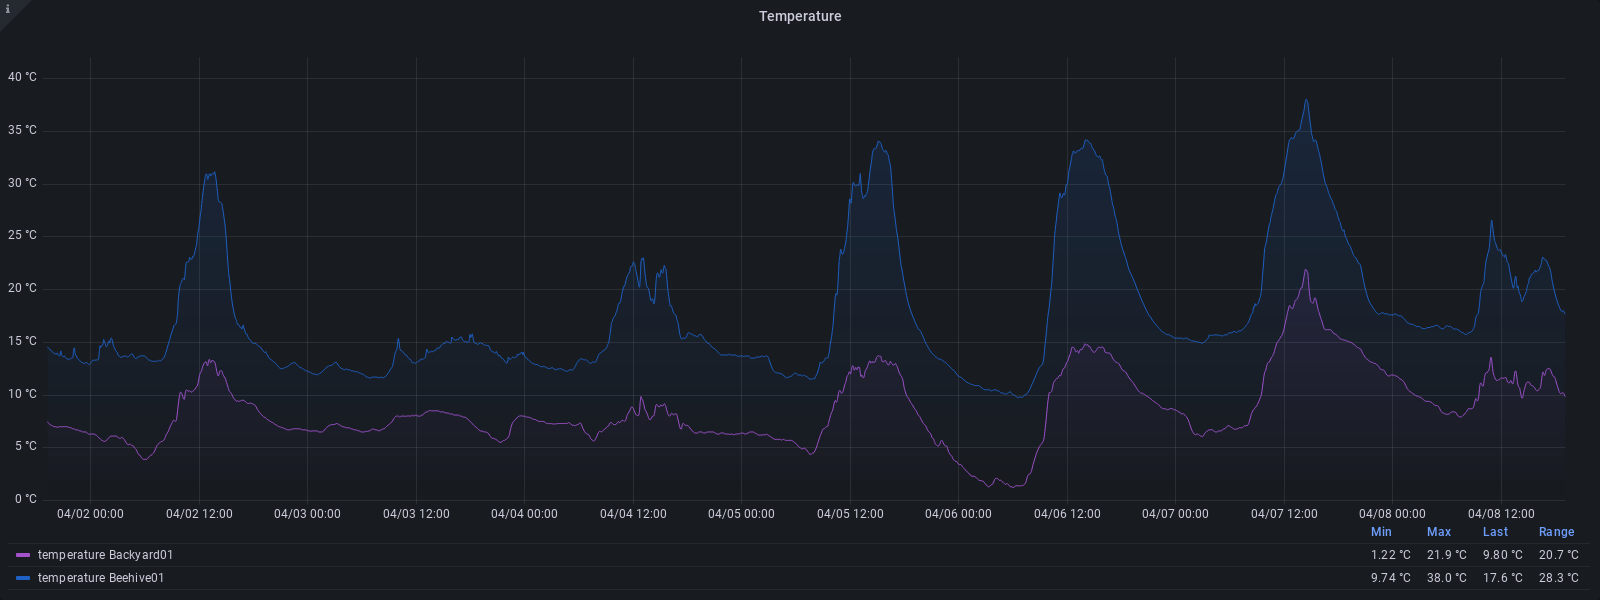 i
Temperature
40 °C
35 °C
30 °C
25 °C
20 °C
15 °C
10 °C
5 °C
0 °C
04/02 00:00 04/02 12:00 04/03 00:00 04/03 12:00 04/04 00:00 04/04 12:00 04/05 00:00 04/05 12:00 04/06 00:00 04/06 12:00 04/07 00:00 04/07 12:00 04/08 00:00 04/08 12:00
Min Max Last Range
temperature Backyard01 1.22 °C 21.9 °C 9.80 °C 20.7 °C
temperature Beehive01 9.74 °C 38.0 °C 17.6 °C 28.3 °C